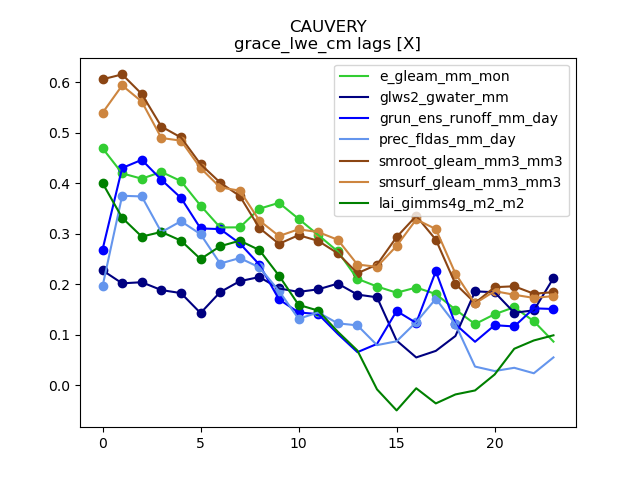 CAUVERY
grace_lwe_cm lags [X]
0.6
0.5
0.4
0.3
0.2
0.1
0.0
0
5
10
15
20
e_gleam_mm_mon
glws2_gwater_mm
grun_ens_runoff_mm_day
prec_fldas_mm_day
smroot_gleam_mm3_mm3
smsurf_gleam_mm3_mm3
lai_gimms4g_m2_m2